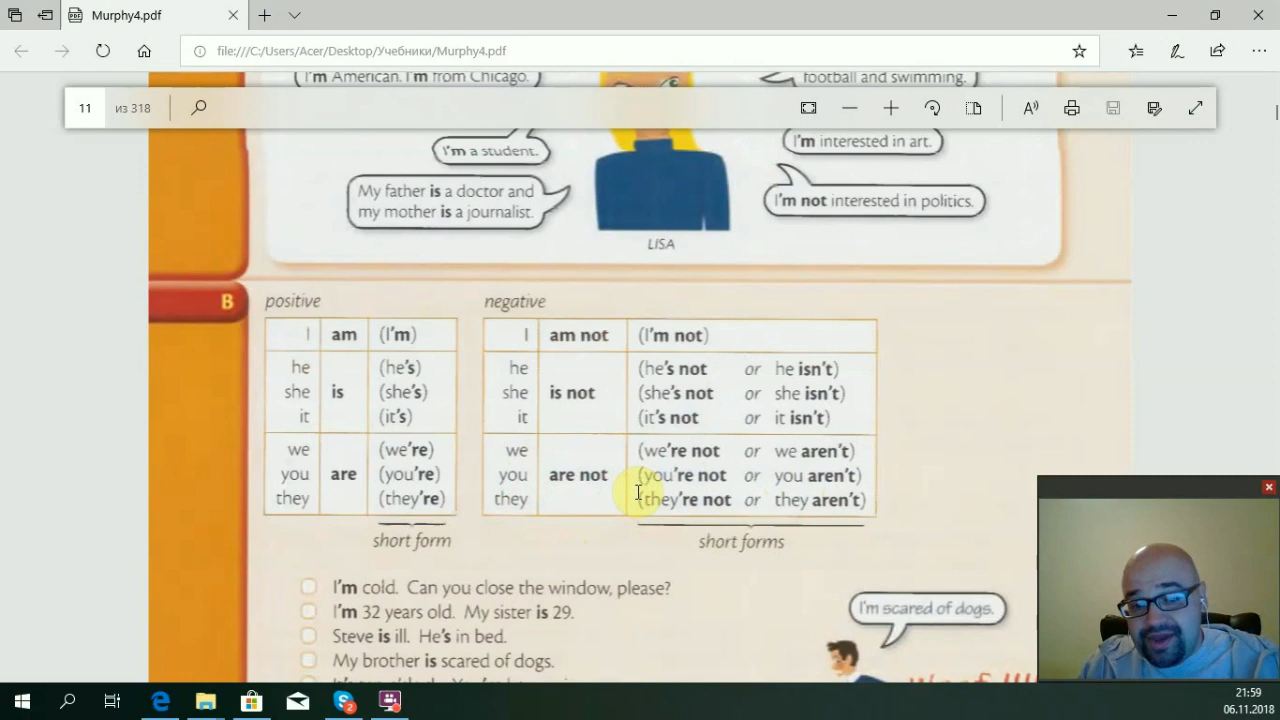 Murphy4.pdf
file:///C:/Users/Acer/Desktop/Учебники/Murphy4.pdf
I'm American. I'm from Chicago.
football and swimming.
11 из 318
I'm a student.
I'm interested in art.
My father is a doctor and
my mother is a journalist.
I'm not interested in politics.
LISA
B
positive
negative
I am (I'm)
I am not (I'm not)
he (he's)
she is (she's)
it (it's)
he (he's not or he isn't)
she is not (she's not or she isn't)
it (it's not or it isn't)
we (we're)
you are (you're)
they (they're)
we (we're not or we aren't)
you are not (you're not or you aren't)
they (they're not or they aren't)
short form
short forms
I'm cold. Can you close the window, please?
I'm 32 years old. My sister is 29.
Steve is ill. He's in bed.
My brother is scared of dogs.
I'm scared of dogs.
2
21:59
06.11.2018